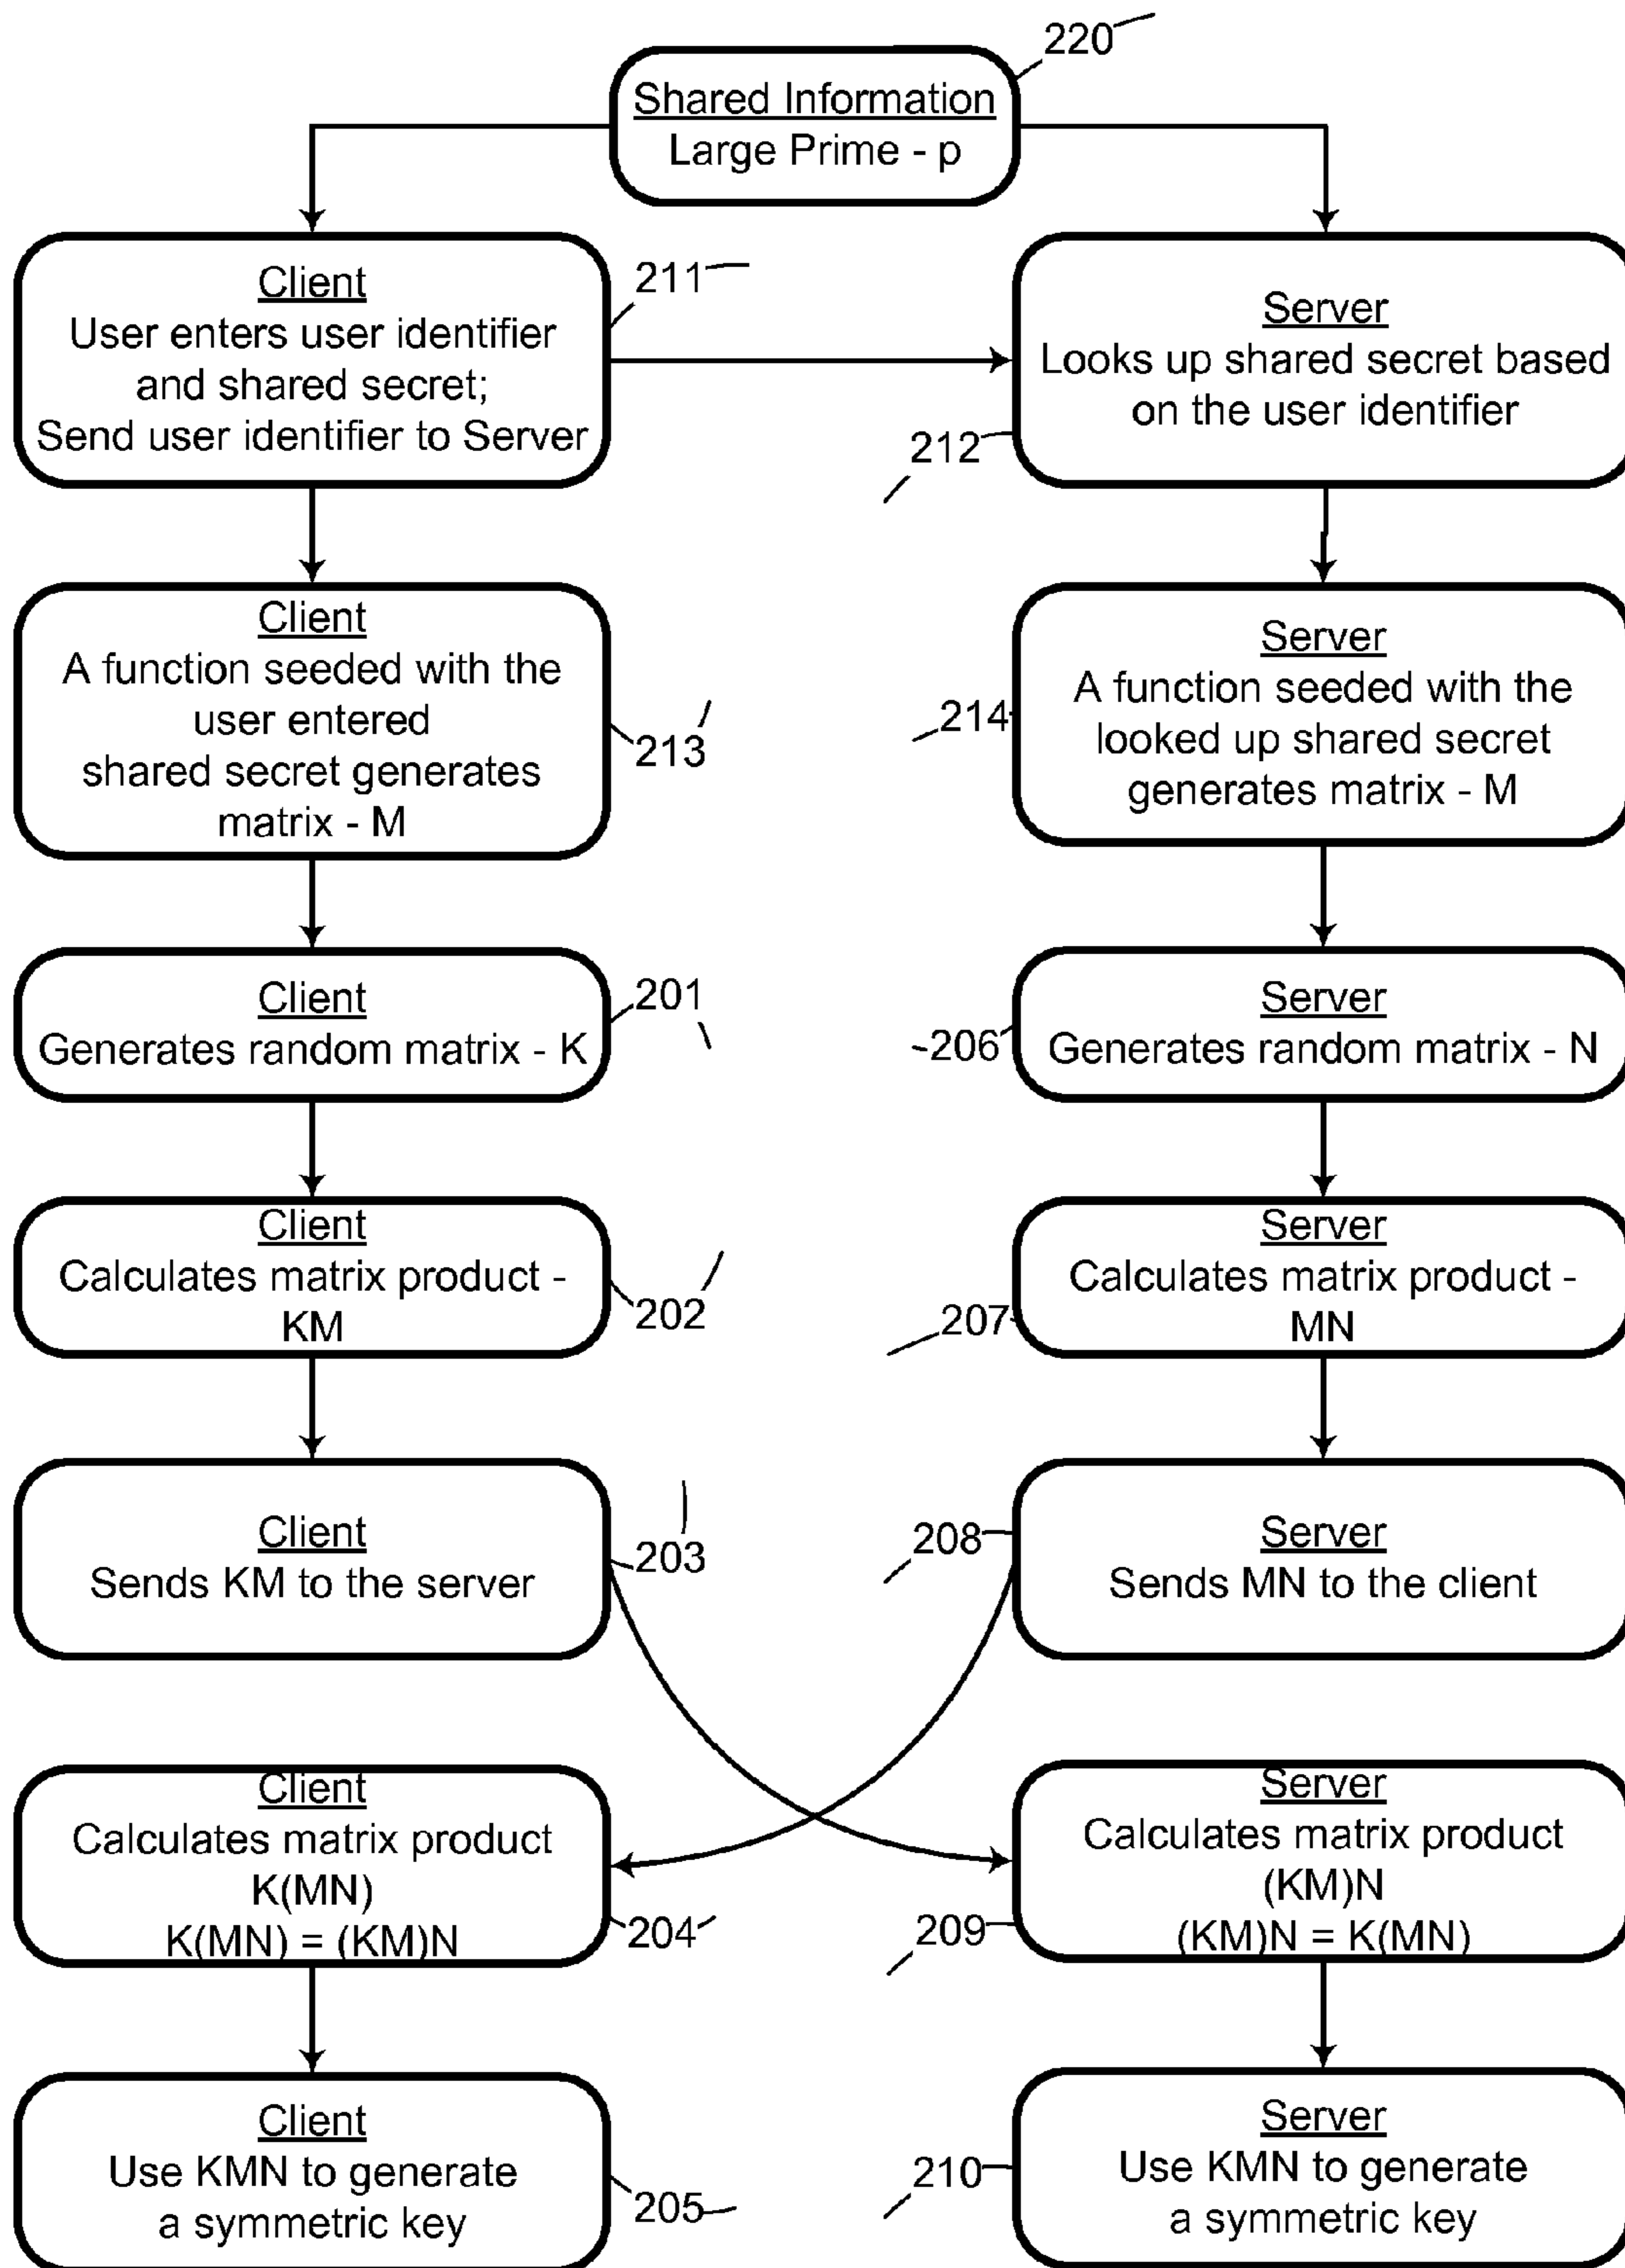 220
Shared Information
Large Prime - p
Client
User enters user identifier
and shared secret;
Send user identifier to Server
211
Server
Looks up shared secret based
on the user identifier
212
Client
A function seeded with the
user entered
shared secret generates
matrix - M
213
Server
A function seeded with the
looked up shared secret
generates matrix - M
214
Client
Generates random matrix - K
201
Server
Generates random matrix - N
206
Client
Calculates matrix product -
KM
202
Server
Calculates matrix product -
MN
207
Client
Sends KM to the server
203
Server
Sends MN to the client
208
Client
Calculates matrix product
K(MN)
K(MN) = (KM)N
204
Server
Calculates matrix product
(KM)N
(KM)N = K(MN)
209
Client
Use KMN to generate
a symmetric key
205
Server
Use KMN to generate
a symmetric key
210